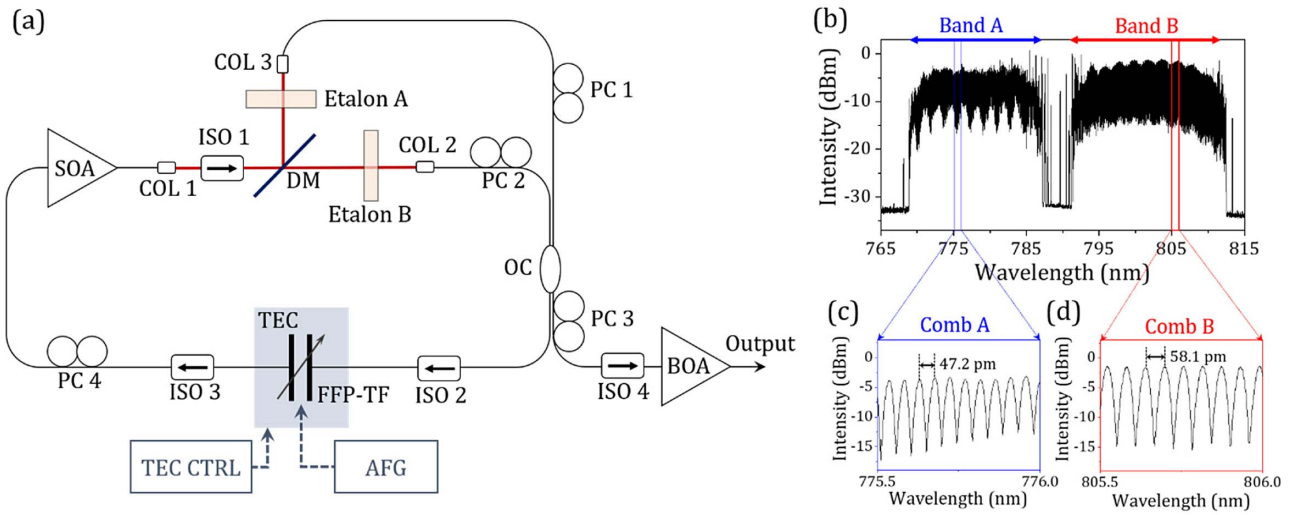 (a)
COL 3
Etalon A
PC 1
SOA
ISO 1
COL 1
DM
COL 2
PC 2
Etalon B
OC
PC 3
TEC
Output
PC 4
ISO 3
FFP-TF
ISO 2
ISO 4
BOA
TEC CTRL
AFG
(b)
Band A
Band B
Intensity (dBm)
0
-10
-20
-30
765
775
785
795
805
815
Wavelength (nm)
(c)
Comb A
Intensity (dBm)
0
-5
-10
-15
47.2 pm
775.5
776.0
Wavelength (nm)
(d)
Comb B
Intensity (dBm)
0
-5
-10
-15
58.1 pm
805.5
806.0
Wavelength (nm)